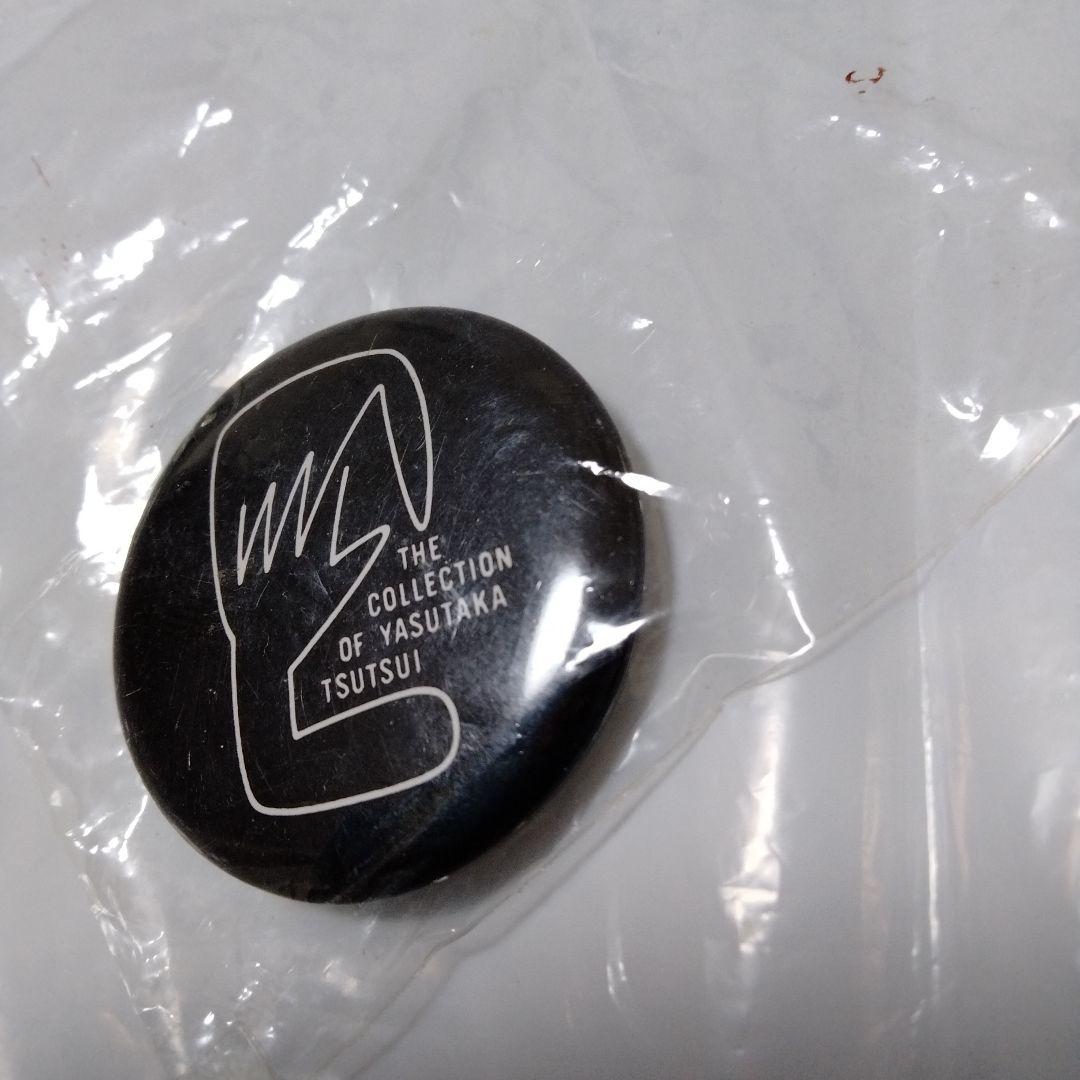 THE
COLLECTION
OF YASUTAKA
TSUTSUI